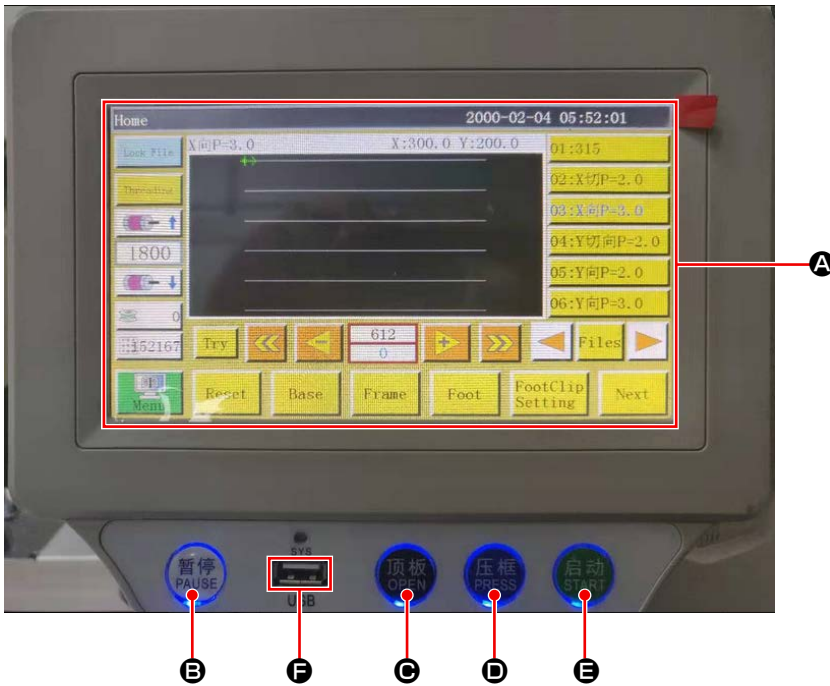 Home 2000-02-04 05:52:01
Lock File X向P=3.0 X:300.0 Y:200.0 01:315
Threading 02:X切P=2.0
03:X向P=3.0
1800 04:Y切向P=2.0
05:Y向P=2.0
0 06:Y向P=3.0
152167 Try 612 Files
0
Menu Reset Base Frame Foot FootClip Setting Next
A
SYS
暂停 顶板 压框 启动
PAUSE OPEN PRESS START
USB
B F C D E